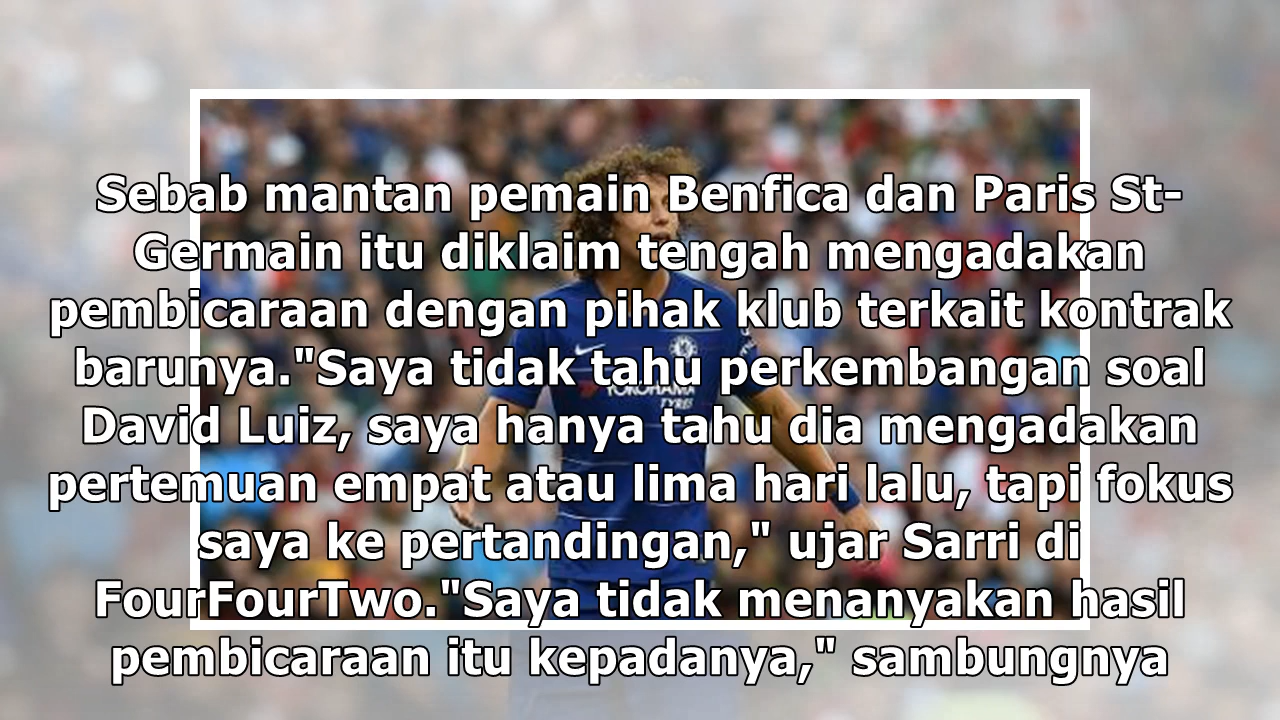 Sebab mantan pemain Benfica dan Paris St-
Germain itu diklaim tengah mengadakan
pembicaraan dengan pihak klub terkait kontrak
barunya."Saya tidak tahu perkembangan soal
David Luiz, saya hanya tahu dia mengadakan
pertemuan empat atau lima hari lalu, tapi fokus
saya ke pertandingan," ujar Sarri di
FourFourTwo."Saya tidak menanyakan hasil
pembicaraan itu kepadanya," sambungnya
YOKOHAMA
TYRES